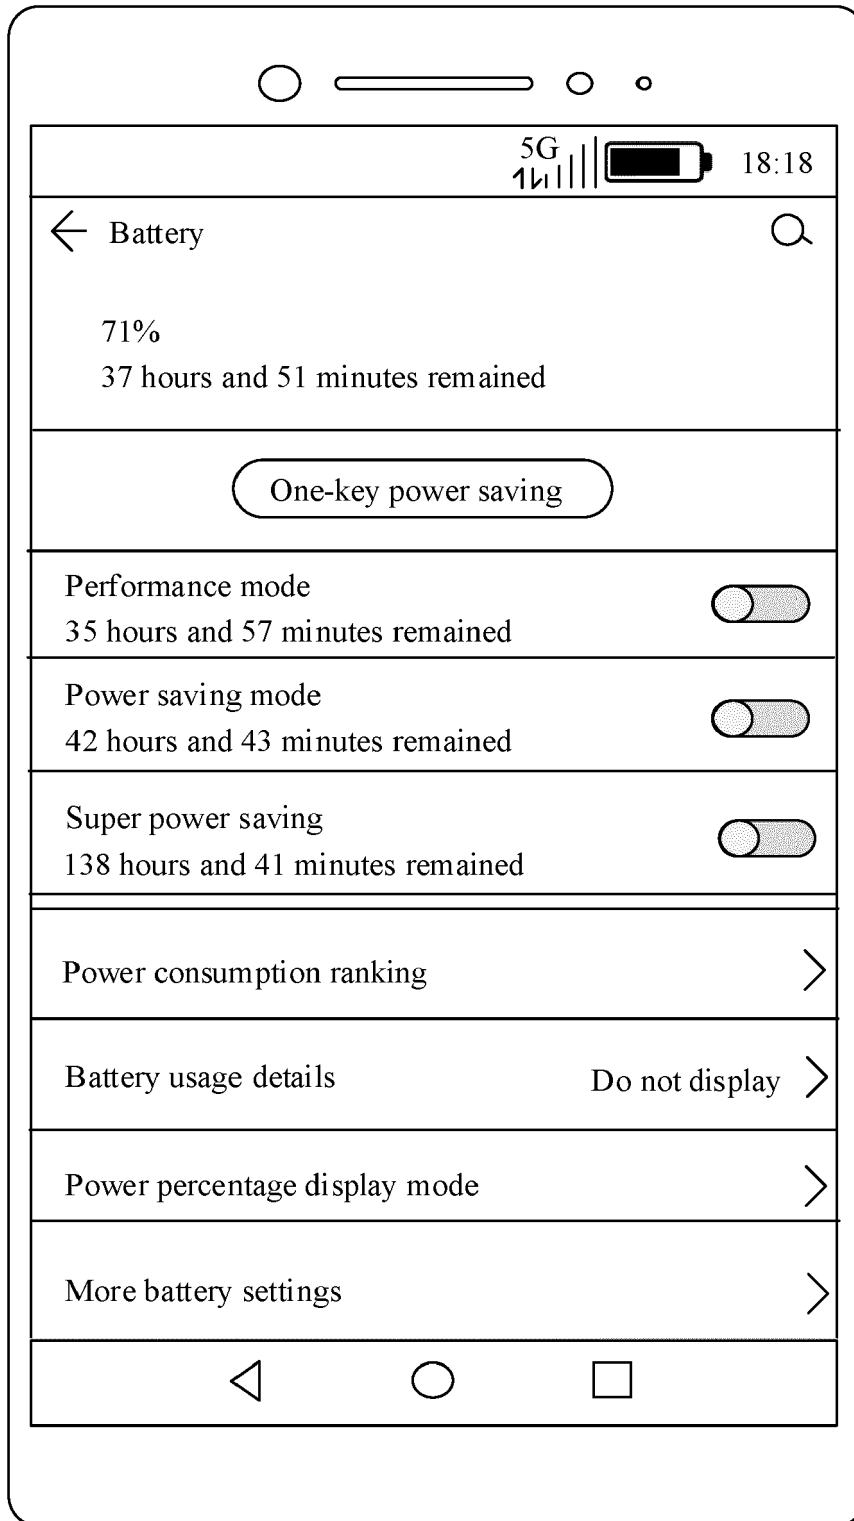 5G
18:18
Battery
71%
37 hours and 51 minutes remained
One-key power saving
Performance mode
35 hours and 57 minutes remained
Power saving mode
42 hours and 43 minutes remained
Super power saving
138 hours and 41 minutes remained
Power consumption ranking
Battery usage details
Do not display
Power percentage display mode
More battery settings